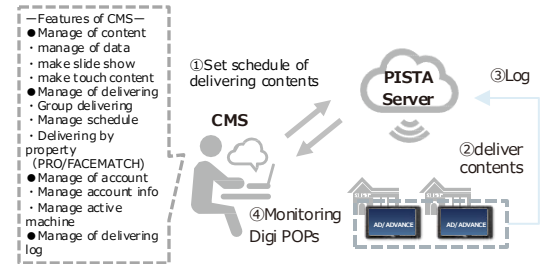 —Features of CMS—
●Manage of content
・manage of data
・make slide show
・make touch content
●Manage of delivering
・Group delivering
・Manage schedule
・Delivering by
property
（PRO/FACEMATCH）
●Manage of account
・Manage account info
・Manage active
machine
●Manage of delivering
log
①Set schedule of
delivering contents
CMS
④Monitoring
Digi POPs
PISTA
Server
③Log
②deliver
contents
AD/ADVANCE
AD/ADVANCE